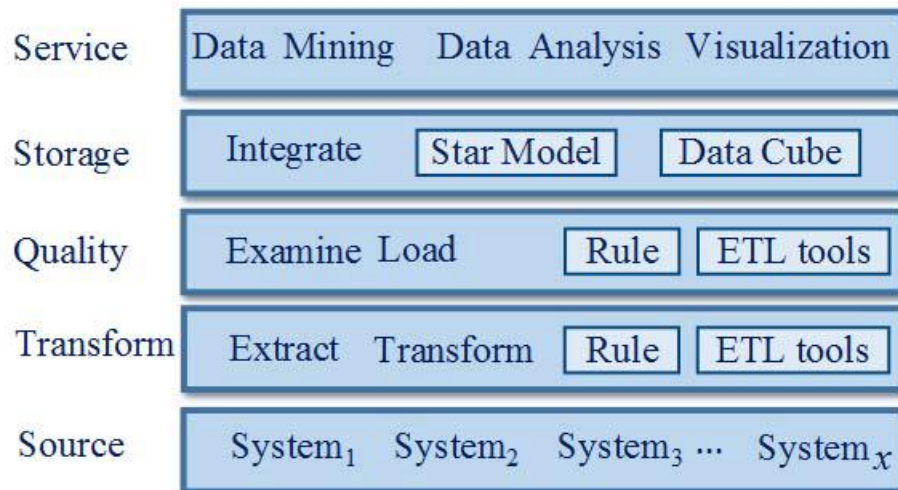 Service Data Mining Data Analysis Visualization
Storage Integrate Star Model Data Cube
Quality Examine Load Rule ETL tools
Transform Extract Transform Rule ETL tools
Source System₁ System₂ System₃ ... Systemₓ